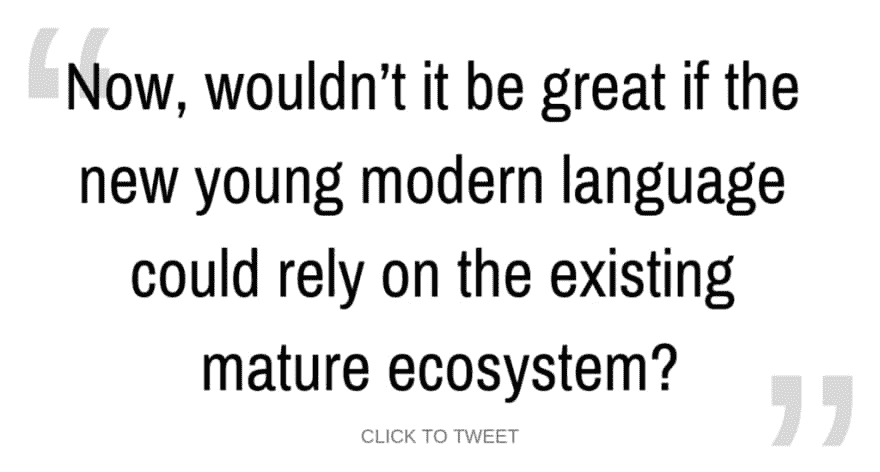 “Now, wouldn’t it be great if the
new young modern language
could rely on the existing
mature ecosystem?”
CLICK TO TWEET